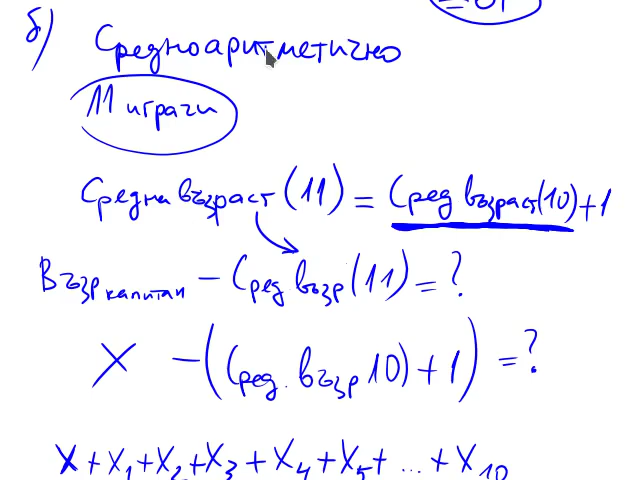 б) Средноаритметично
11 играчи
Средна възраст (11) = Сред възраст (10) + 1
Възр капитан - Сред възр (11) = ?
X - (Сред. възр 10) + 1) = ?
X + X1 + X2 + X3 + X4 + X5 + ... + X10